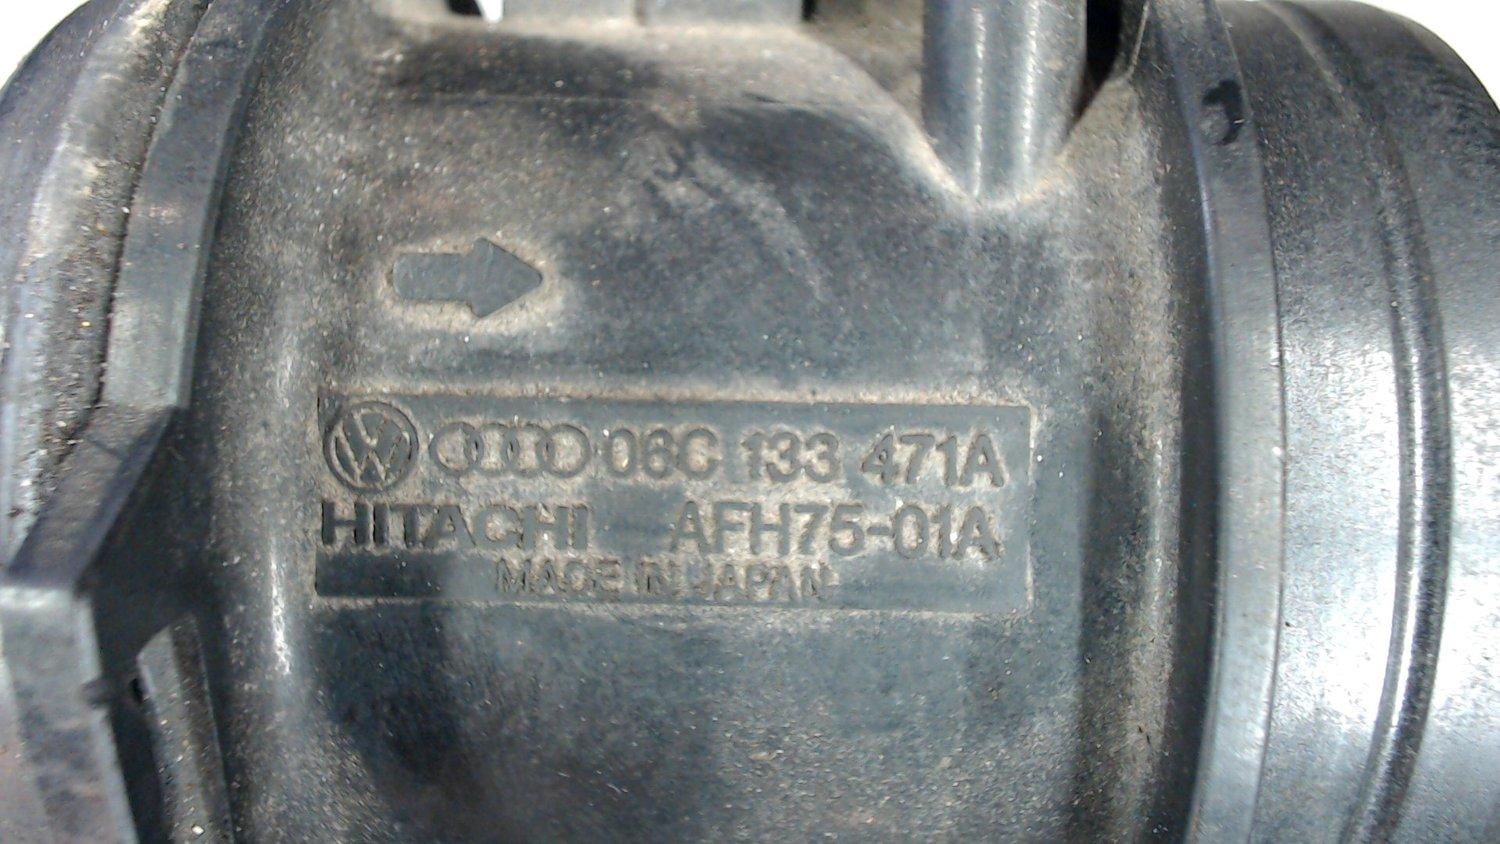 06C 133 471A
HITACHI AFH75-01A
MADE IN JAPAN